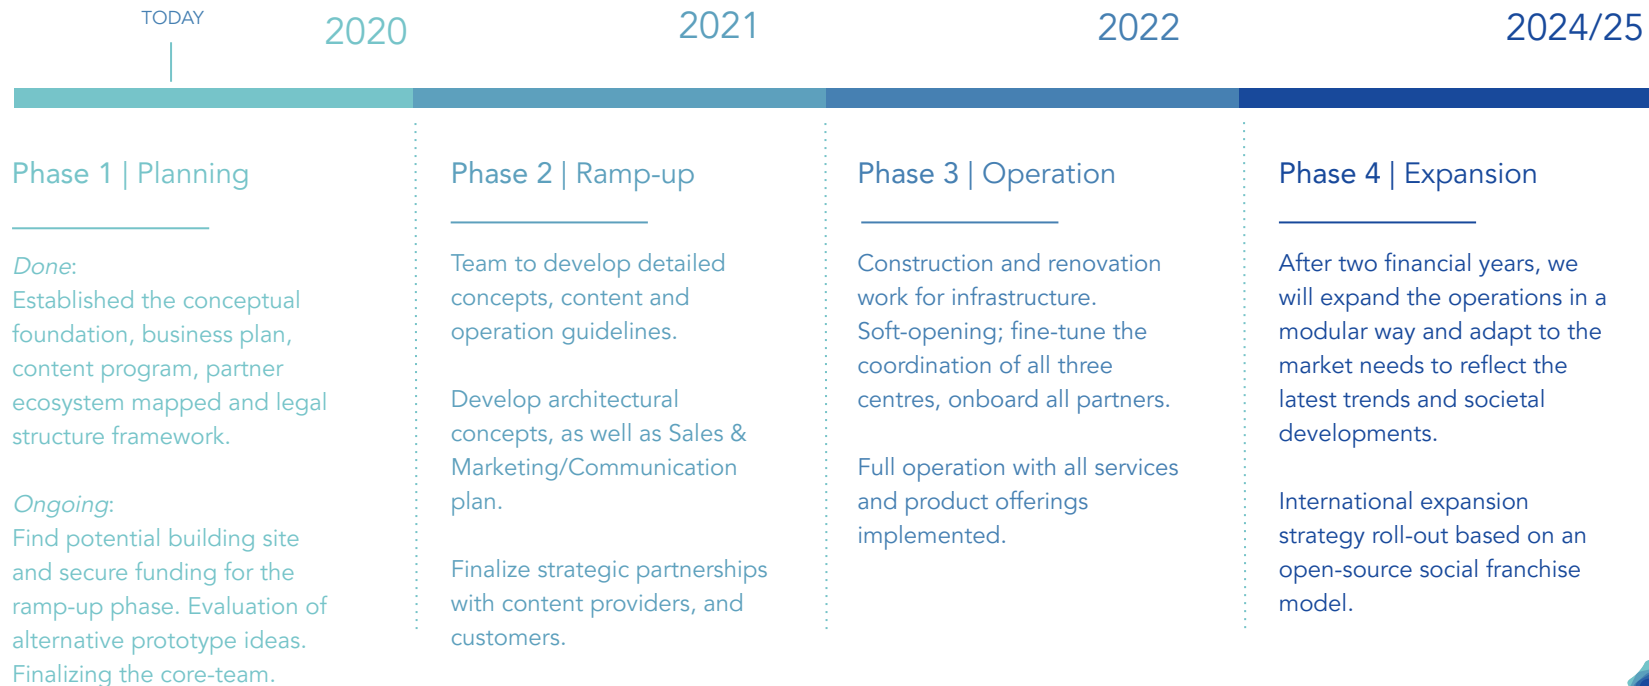 TODAY
2020
2021
2022
2024/25
Phase 1 | Planning
Done:
Established the conceptual
foundation, business plan,
content program, partner
ecosystem mapped and legal
structure framework.
Ongoing:
Find potential building site
and secure funding for the
ramp-up phase. Evaluation of
alternative prototype ideas.
Finalizing the core-team.
Phase 2 | Ramp-up
Team to develop detailed
concepts, content and
operation guidelines.
Develop architectural
concepts, as well as Sales &
Marketing/Communication
plan.
Finalize strategic partnerships
with content providers, and
customers.
Phase 3 | Operation
Construction and renovation
work for infrastructure.
Soft-opening; fine-tune the
coordination of all three
centres, onboard all partners.
Full operation with all services
and product offerings
implemented.
Phase 4 | Expansion
After two financial years, we
will expand the operations in a
modular way and adapt to the
market needs to reflect the
latest trends and societal
developments.
International expansion
strategy roll-out based on an
open-source social franchise
model.